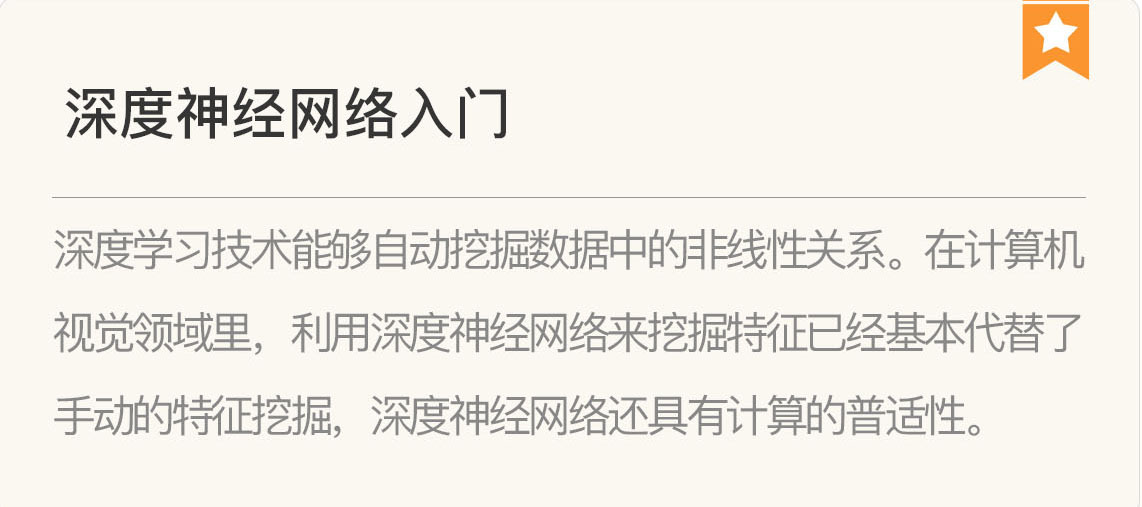 深度神经网络入门
深度学习技术能够自动挖掘数据中的非线性关系。在计算机
视觉领域里，利用深度神经网络来挖掘特征已经基本代替了
手动的特征挖掘，深度神经网络还具有计算的普适性。